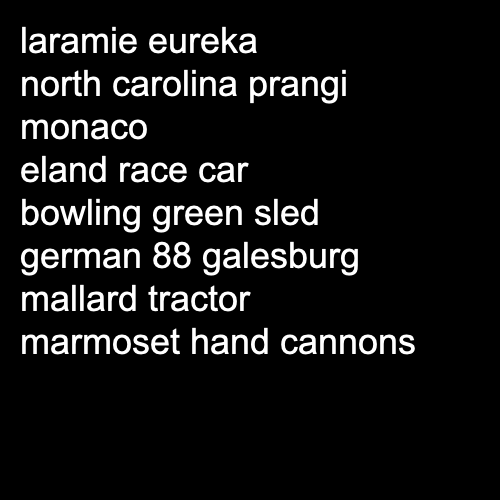 laramie eureka
north carolina prangi
monaco
eland race car
bowling green sled
german 88 galesburg
mallard tractor
marmoset hand cannons